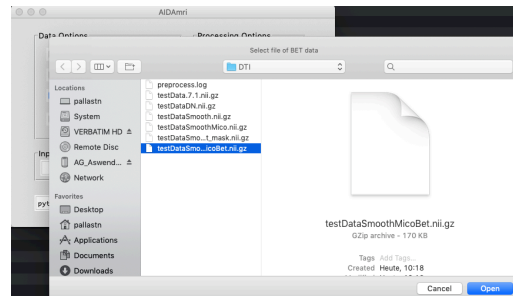 AIDAmri
Data Options
Processing Options
Select file of BET data
DTI
Locations
pallastn
System
VERBATIM HD
Remote Disc
AG_Aswend...
Network
Favorites
Desktop
pallastn
Applications
Documents
Downloads
preprocess.log
testData.7.1.nii.gz
testDataDN.nii.gz
testDataSmooth.nii.gz
testDataSmoothMico.nii.gz
testDataSmo...t_mask.nii.gz
testDataSmo...icoBet.nii.gz
testDataSmoothMicoBet.nii.gz
GZip archive - 170 KB
Tags Add Tags...
Created Heute, 10:18
Inp
pyt
Cancel
Open